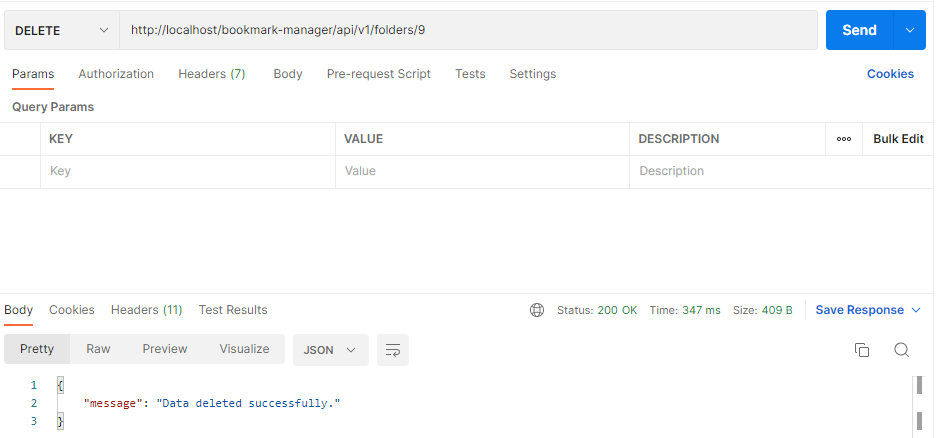 DELETE http://localhost/bookmark-manager/api/v1/folders/9 Send
Params Authorization Headers (7) Body Pre-request Script Tests Settings Cookies
Query Params
KEY VALUE DESCRIPTION ooo Bulk Edit
Key Value Description
Body Cookies Headers (11) Test Results Status: 200 OK Time: 347 ms Size: 409 B Save Response
Pretty Raw Preview Visualize JSON
1 {
2 "message": "Data deleted successfully."
3 }